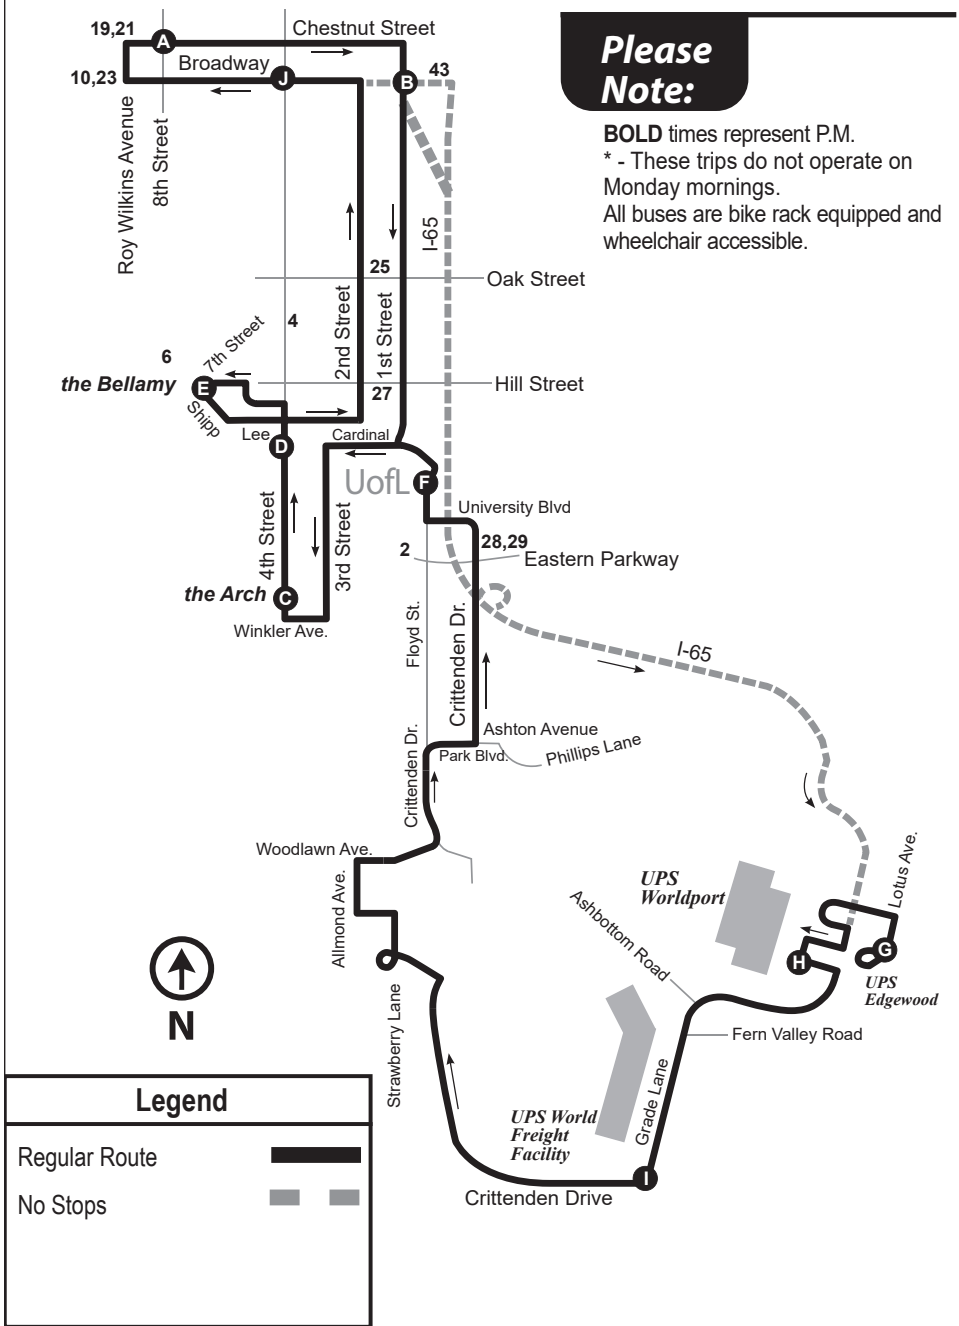 19,21
A
Chestnut Street
Broadway
J
10,23
B
43
Please
Note:
BOLD times represent P.M.
* - These trips do not operate on
Monday mornings.
All buses are bike rack equipped and
wheelchair accessible.
Roy Wilkins Avenue
8th Street
I-65
25
Oak Street
2nd Street
1st Street
4
7th Street
6
the Bellamy
E
Shipp
Hill Street
27
Lee
D
Cardinal
UofL
F
University Blvd
4th Street
3rd Street
2
28,29
Eastern Parkway
the Arch
C
Winkler Ave.
Floyd St.
Crittenden Dr.
I-65
Ashton Avenue
Park Blvd.
Phillips Lane
Crittenden Dr.
Woodlawn Ave.
Allmond Ave.
UPS
Worldport
Lotus Ave.
Ashbottom Road
H
G
UPS
Edgewood
N
Strawberry Lane
Fern Valley Road
Grade Lane
UPS World
Freight
Facility
I
Crittenden Drive
Legend
Regular Route
No Stops